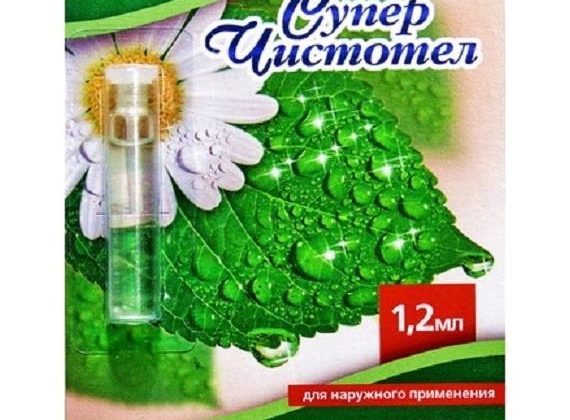 Супер
Чистотел
1,2мл
для наружного применения